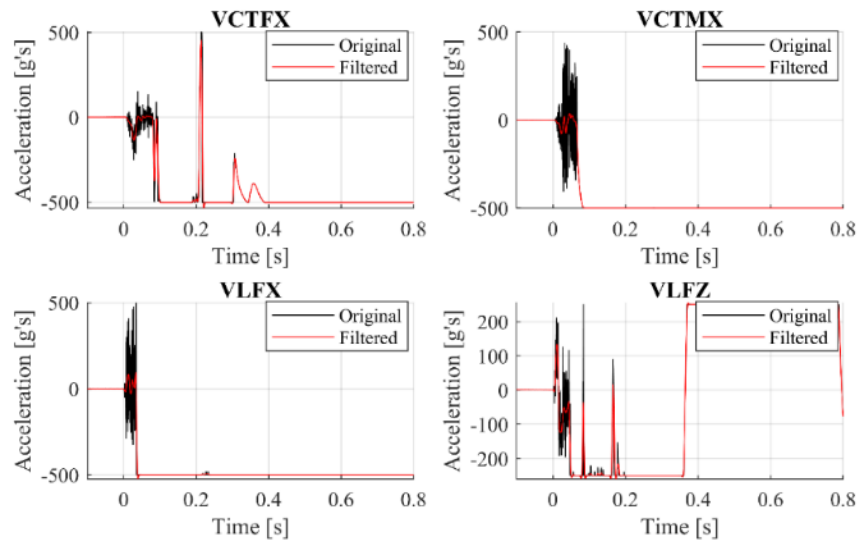 VCTFX
500
0
-500
Acceleration [g's]
Original
Filtered
0 0.2 0.4 0.6 0.8
Time [s]
VCTMX
500
0
-500
Acceleration [g's]
Original
Filtered
0 0.2 0.4 0.6 0.8
Time [s]
VLFX
500
0
-500
Acceleration [g's]
Original
Filtered
0 0.2 0.4 0.6 0.8
Time [s]
VLFZ
200
100
0
-100
-200
Acceleration [g's]
Original
Filtered
0 0.2 0.4 0.6 0.8
Time [s]